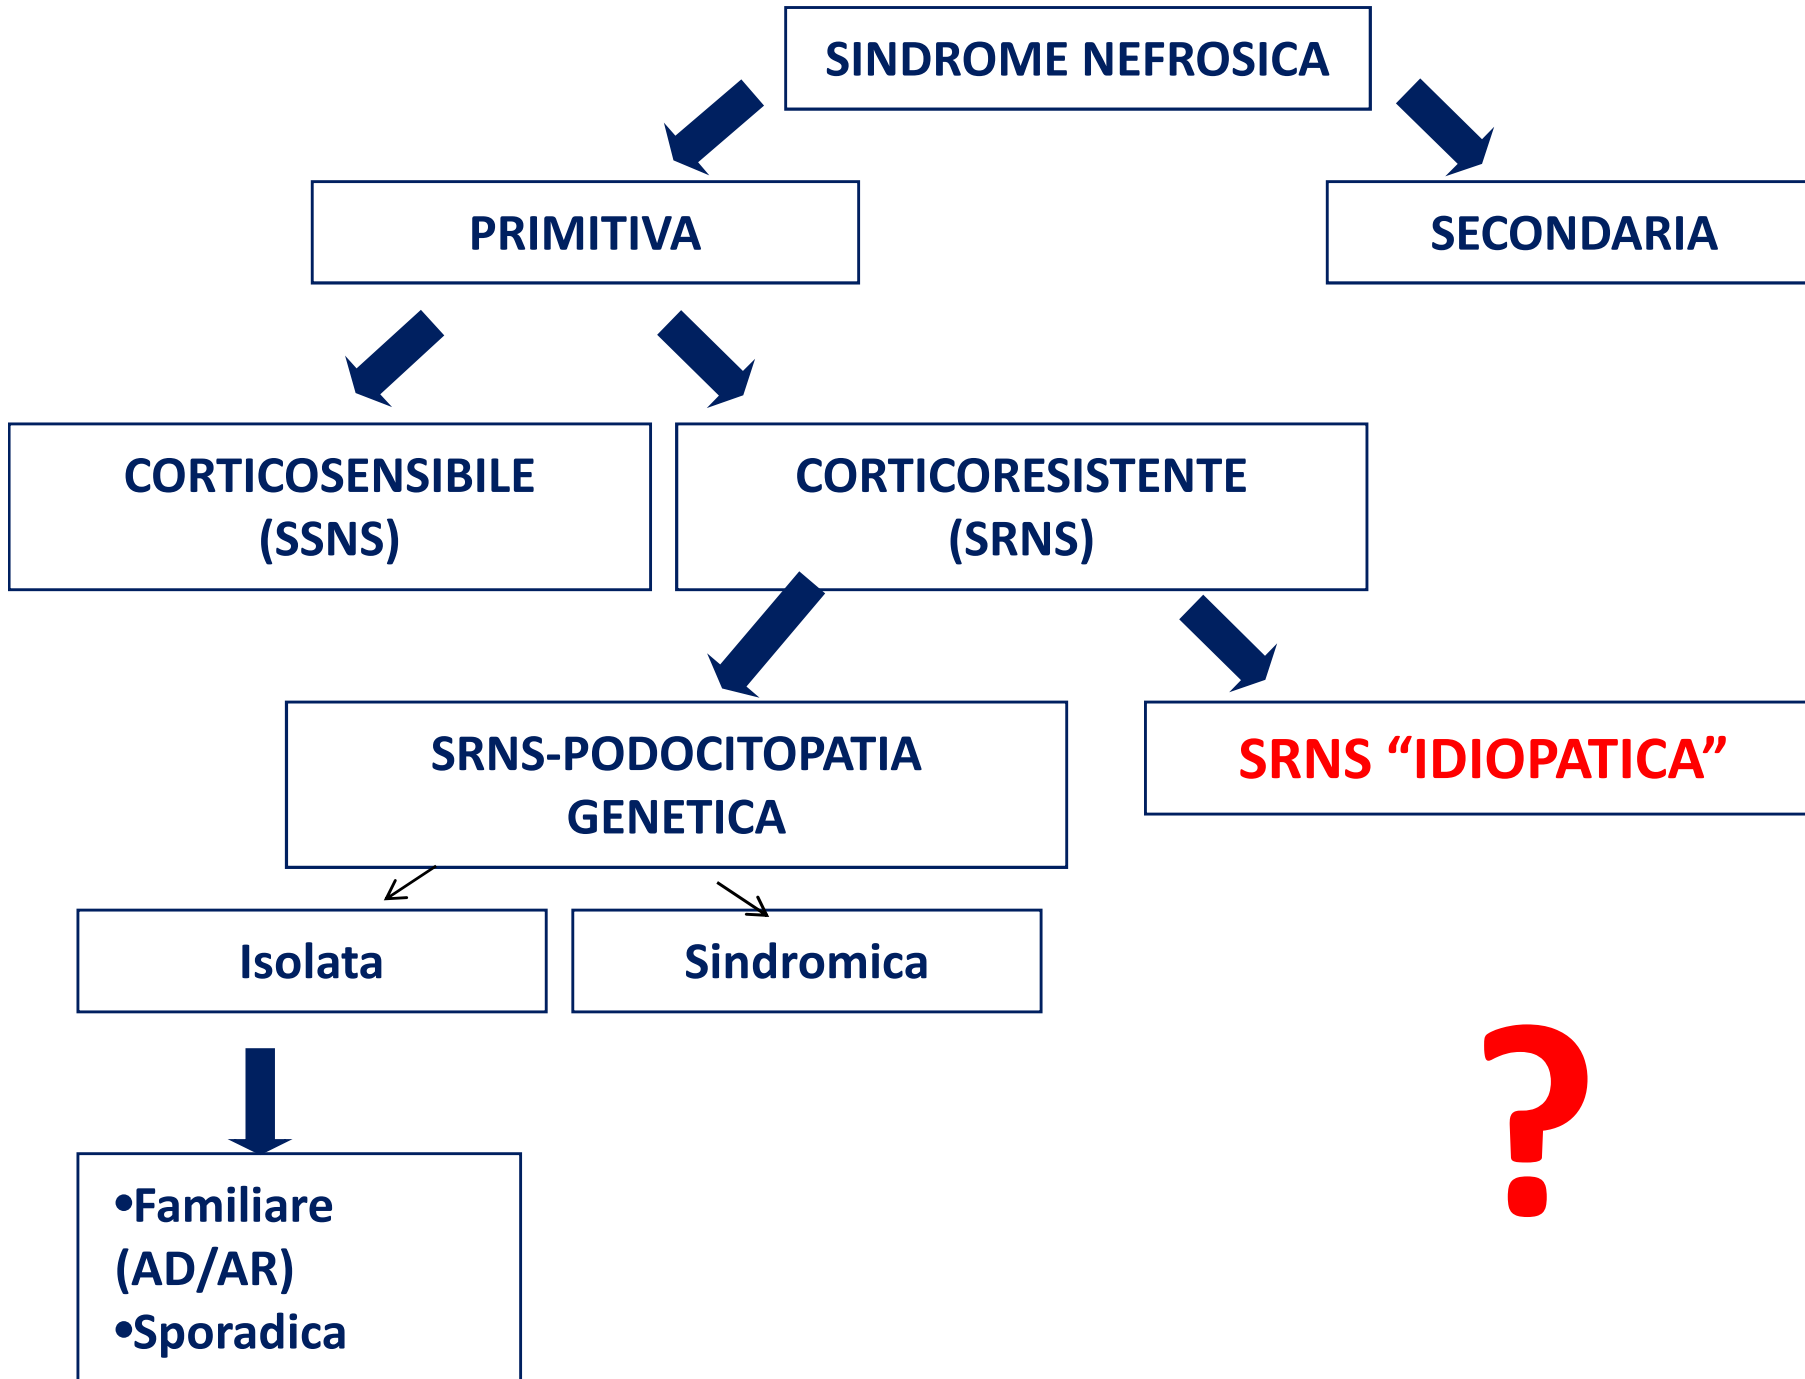 SINDROME NEFROSICA
PRIMITIVA
SECONDARIA
CORTICOSENSIBILE
(SSNS)
CORTICORESISTENTE
(SRNS)
SRNS-PODOCITOPATIA
GENETICA
SRNS “IDIOPATICA”
Isolata
Sindromica
?
•Familiare
(AD/AR)
•Sporadica